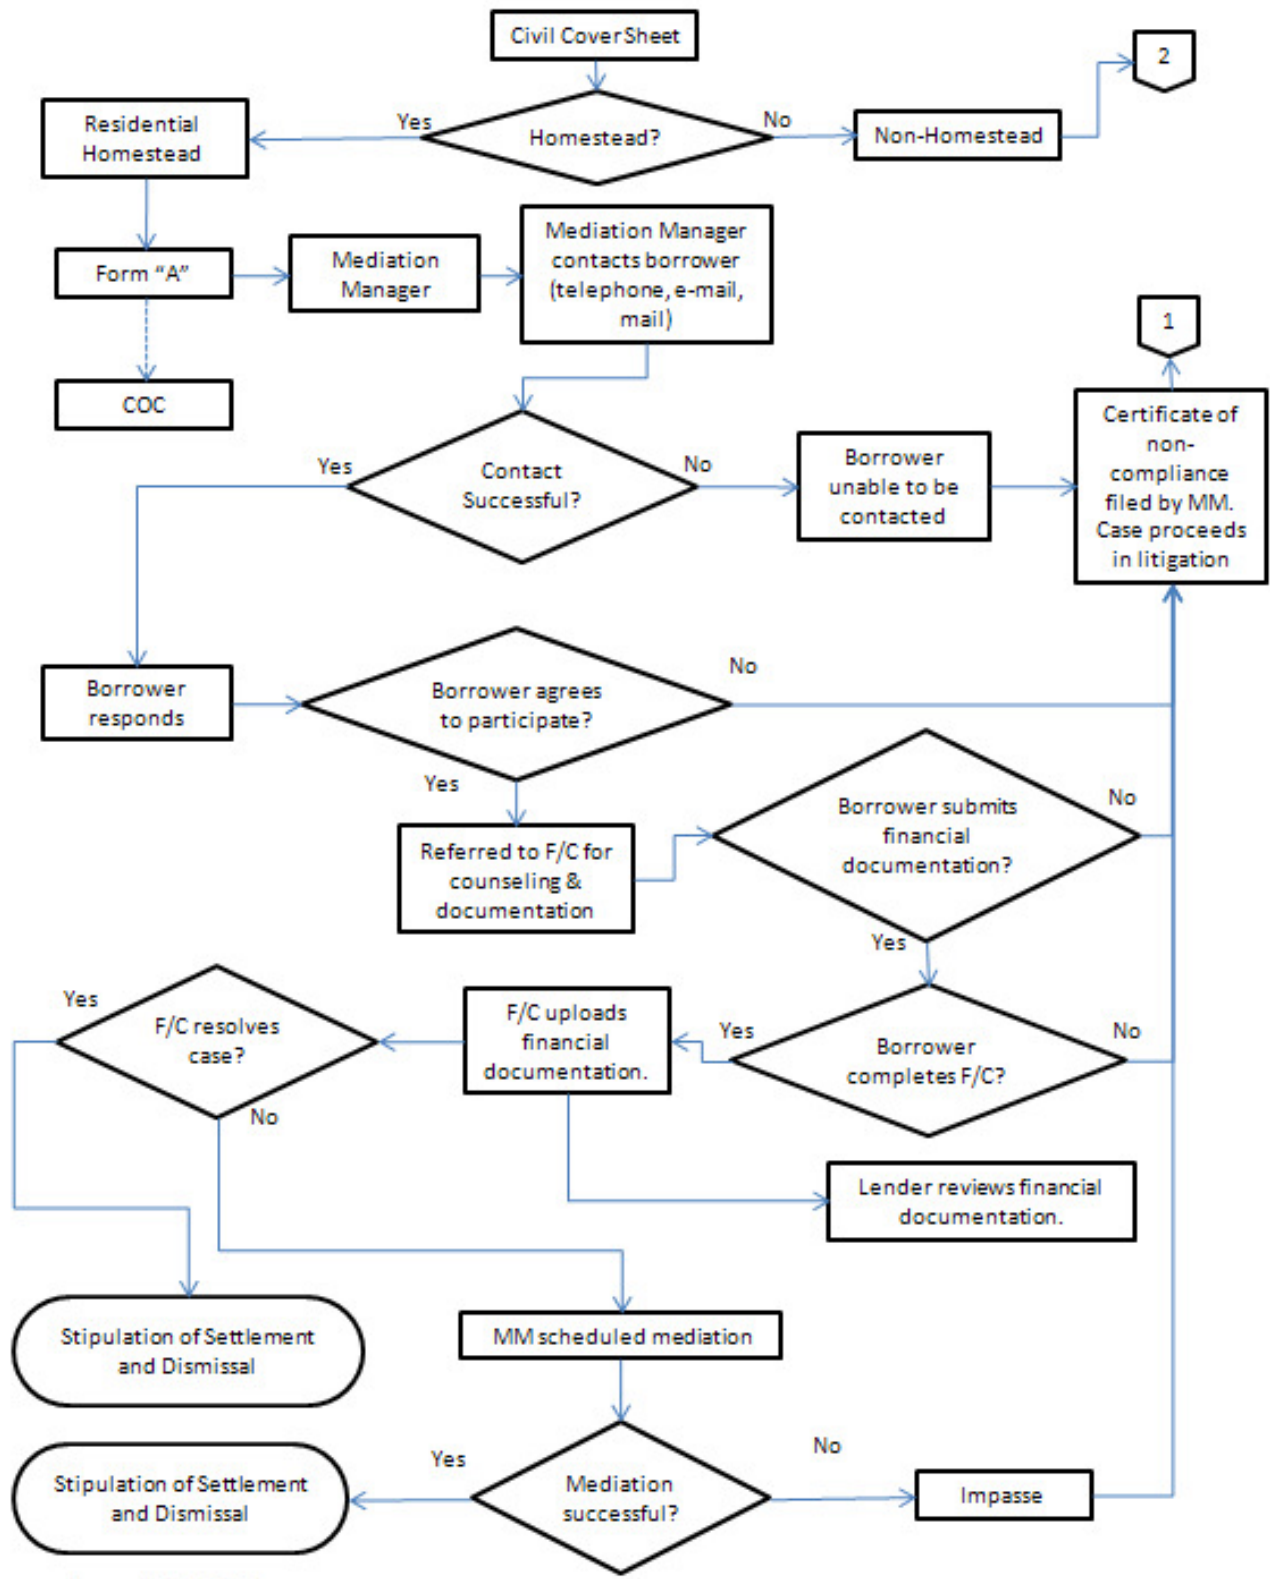 Civil Cover Sheet
2
Residential
Homestead
Yes
Homestead?
No
Non-Homestead
Form “A”
Mediation
Manager
Mediation Manager
contacts borrower
(telephone, e-mail,
mail)
1
COC
Yes
Contact
Successful?
No
Borrower
unable to be
contacted
Certificate of
non-
compliance
filed by MM.
Case proceeds
in litigation
Borrower
responds
Borrower agrees
to participate?
No
Yes
Referred to F/C for
counseling &
documentation
Borrower submits
financial
documentation?
No
Yes
Yes
F/C resolves
case?
No
F/C uploads
financial
documentation.
Yes
Borrower
completes F/C?
No
Lender reviews financial
documentation.
Stipulation of Settlement
and Dismissal
MM scheduled mediation
Stipulation of Settlement
and Dismissal
Yes
Mediation
successful?
No
Impasse